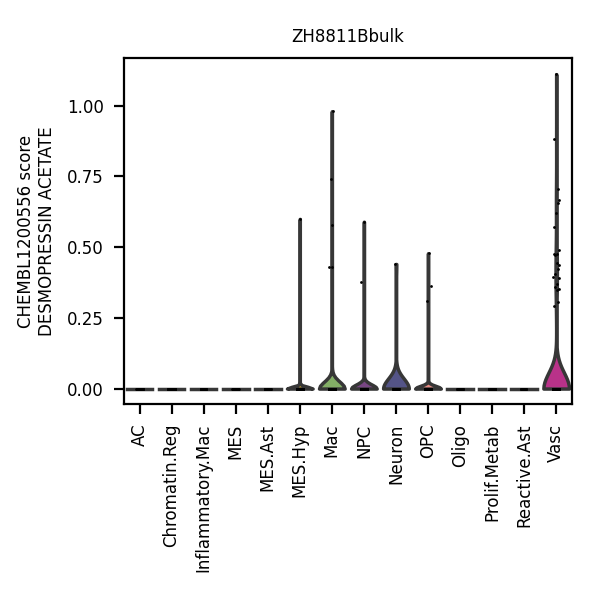 ZH8811Bbulk
CHEMBL1200556 score
DESMOPRESSIN ACETATE
1.00
0.75
0.50
0.25
0.00
AC
Chromatin.Reg
Inflammatory.Mac
MES
MES.Ast
MES.Hyp
Mac
NPC
Neuron
OPC
Oligo
Prolif.Metab
Reactive.Ast
Vasc